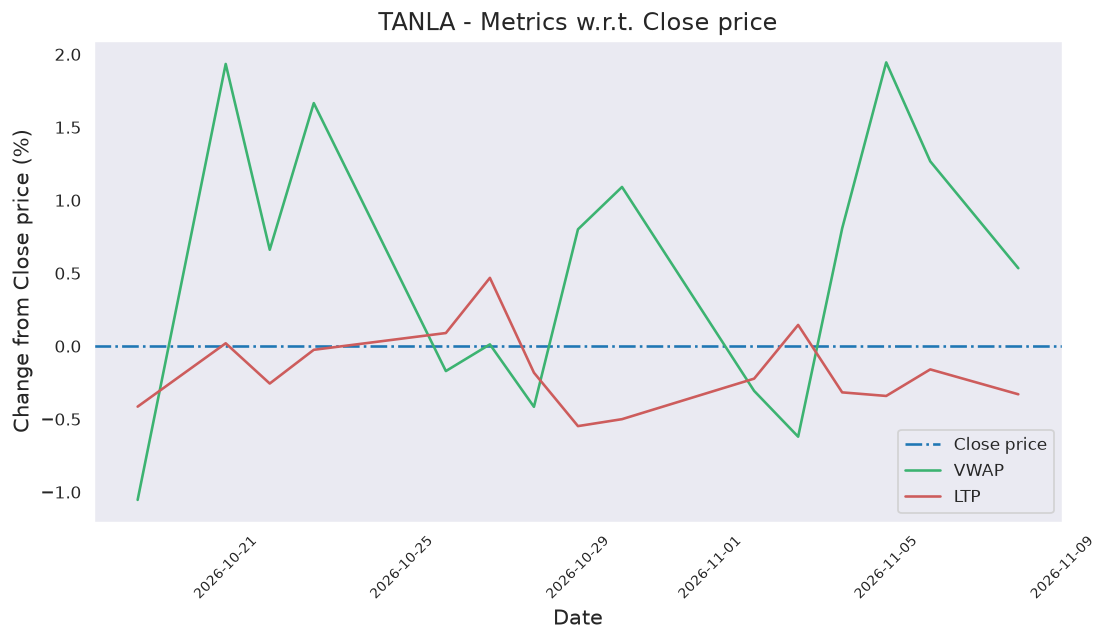 TANLA - Metrics w.r.t. Close price
Change from Close price (%)
2.0
1.5
1.0
0.5
0.0
−0.5
−1.0
Close price
VWAP
LTP
2026-10-21
2026-10-25
2026-10-29
2026-11-01
2026-11-05
2026-11-09
Date